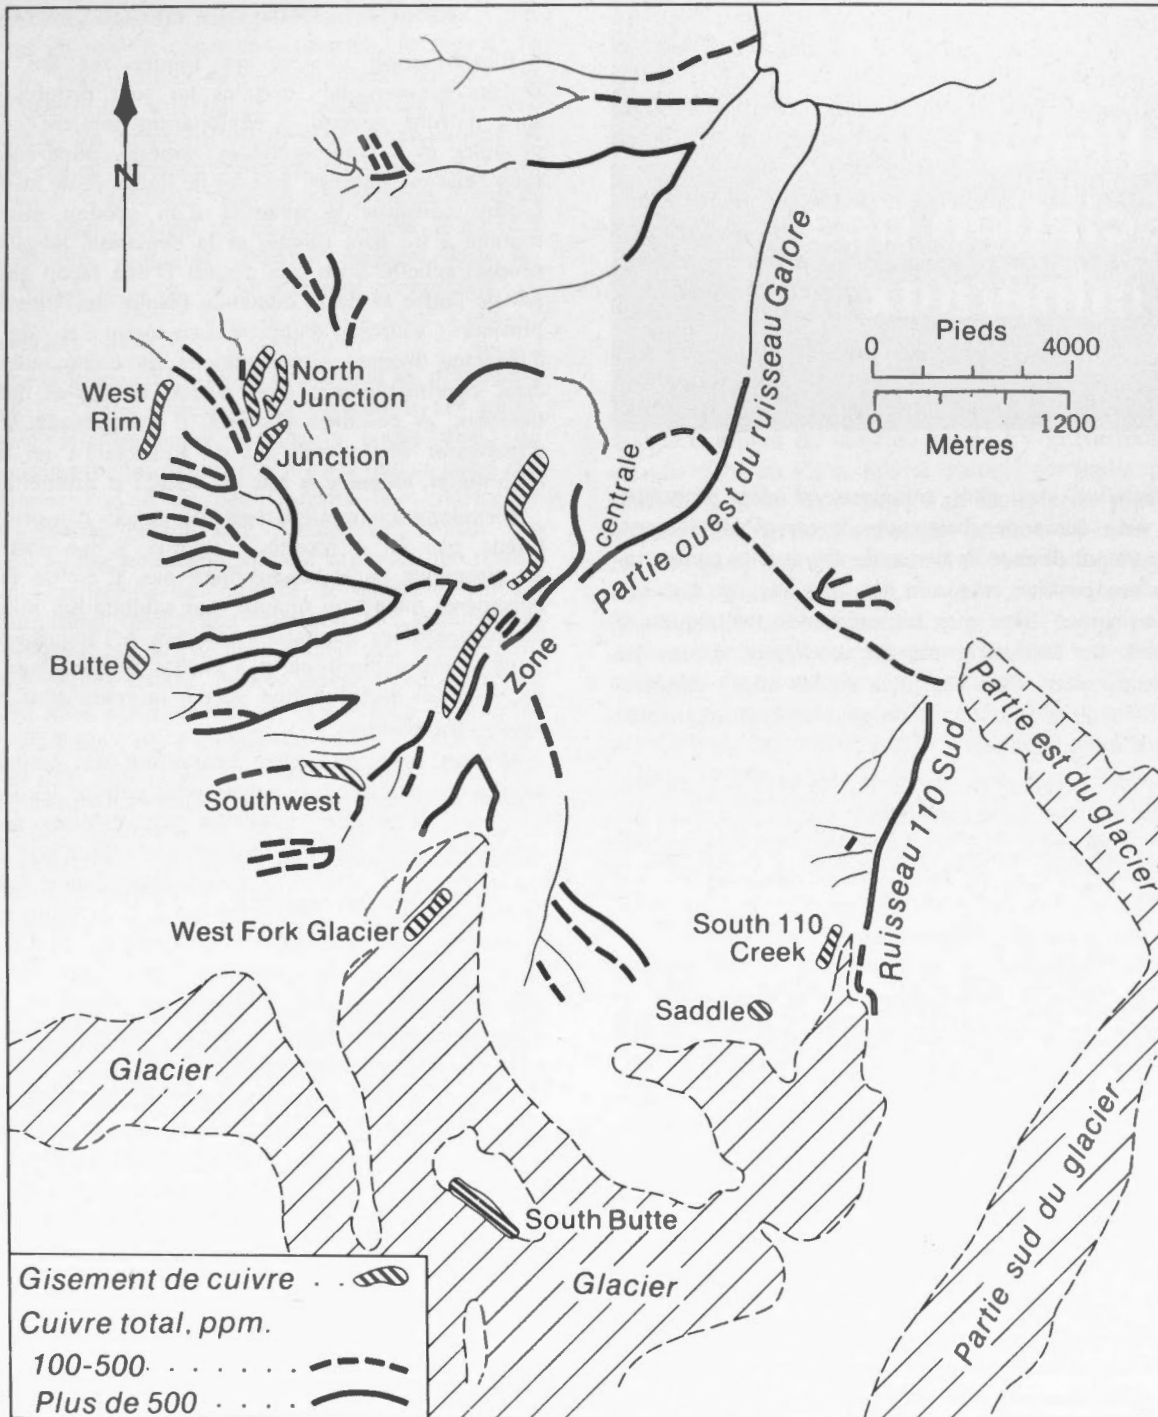 N
Pieds
0 4000
0 1200
Mètres
Partie ouest du ruisseau Galore
North
Junction
West
Rim
Junction
Zone centrale
Butte
Partie est du glacier
Southwest
Ruisseau 110 Sud
West Fork Glacier
South 110
Creek
Saddle
Glacier
South Butte
Glacier
Partie sud du glacier
Gisement de cuivre . .
Cuivre total, ppm.
100-500 . . . . . . .
Plus de 500 . . . .